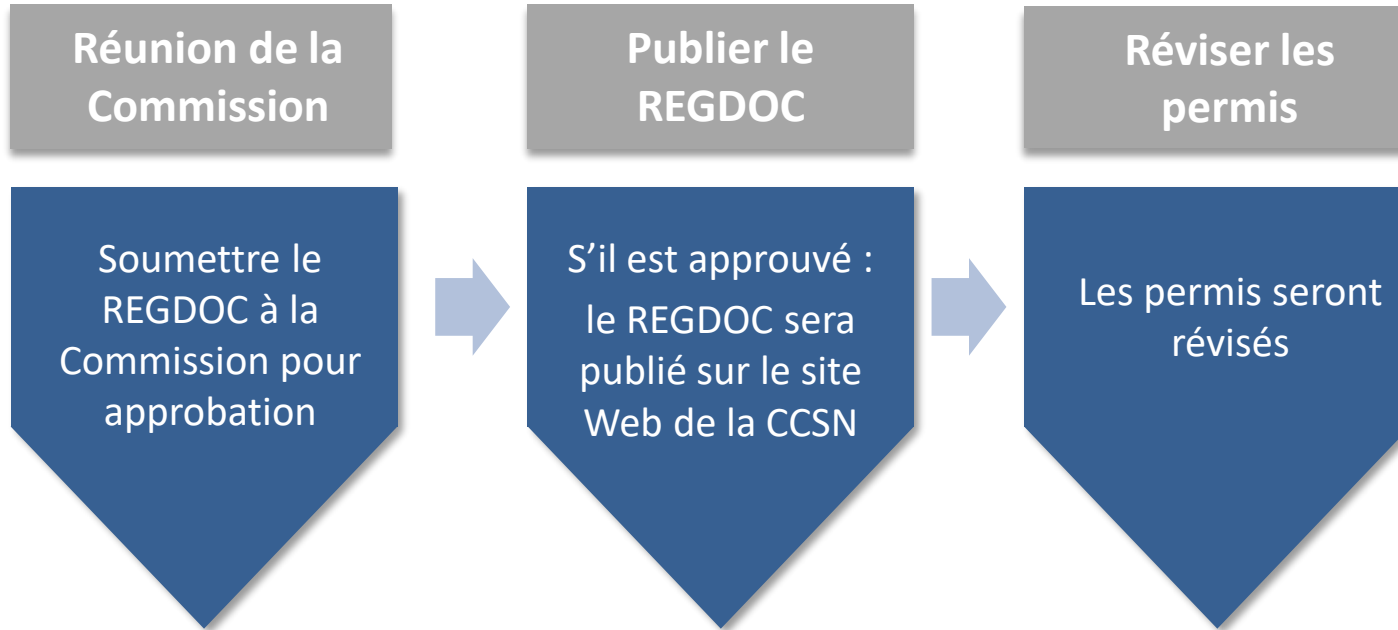 Réunion de la
Commission
Publier le
REGDOC
Réviser les
permis
Soumettre le
REGDOC à la
Commission pour
approbation
S’il est approuvé :
le REGDOC sera
publié sur le site
Web de la CCSN
Les permis seront
révisés